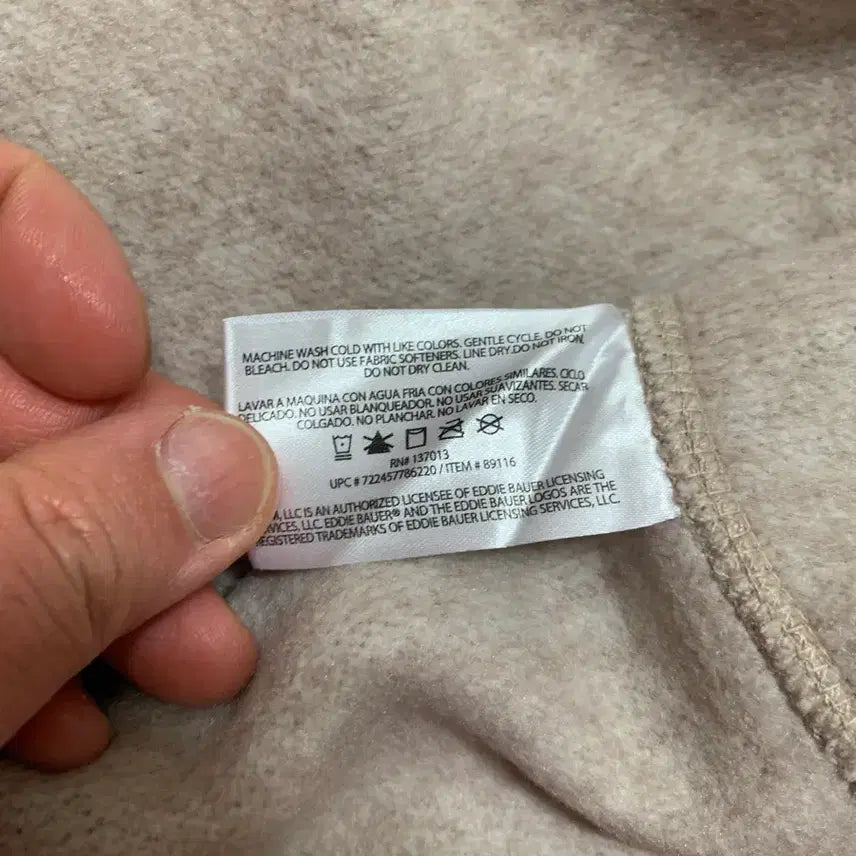 MACHINE WASH COLD WITH LIKE COLORS. GENTLE CYCLE. DO NOT
BLEACH. DO NOT USE FABRIC SOFTENERS. LINE DRY.DO NOT IRON.
DO NOT DRY CLEAN.
LAVAR A MAQUINA CON AGUA FRIA CON COLORES SIMILARES. CICLO
DELICADO. NO USAR BLANQUEADOR. NO USAR SUAVIZANTES. SECAR
COLGADO. NO PLANCHAR. NO LAVAR EN SECO.
RN# 137013
UPC # 722457786220 / ITEM # 89116
LLC IS AN AUTHORIZED LICENSEE OF EDDIE BAUER LICENSING
SERVICES, LLC. EDDIE BAUER® AND THE EDDIE BAUER LOGOS ARE THE
REGISTERED TRADEMARKS OF EDDIE BAUER LICENSING SERVICES, LLC.